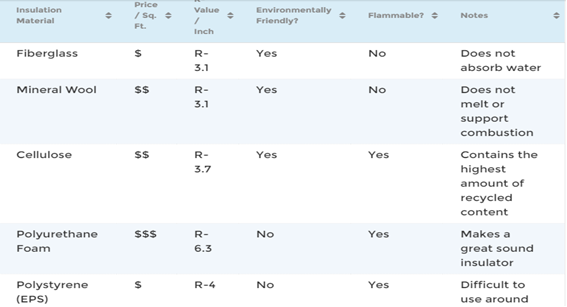 Insulation Material Price / Sq. Ft. Value / Inch Environmentally Friendly? Flammable? Notes
Fiberglass $ R-3.1 Yes No Does not absorb water
Mineral Wool $$ R-3.1 Yes No Does not melt or support combustion
Cellulose $$ R-3.7 Yes Yes Contains the highest amount of recycled content
Polyurethane Foam $$$ R-6.3 No Yes Makes a great sound insulator
Polystyrene (EPS) $ R-4 No Yes Difficult to use around